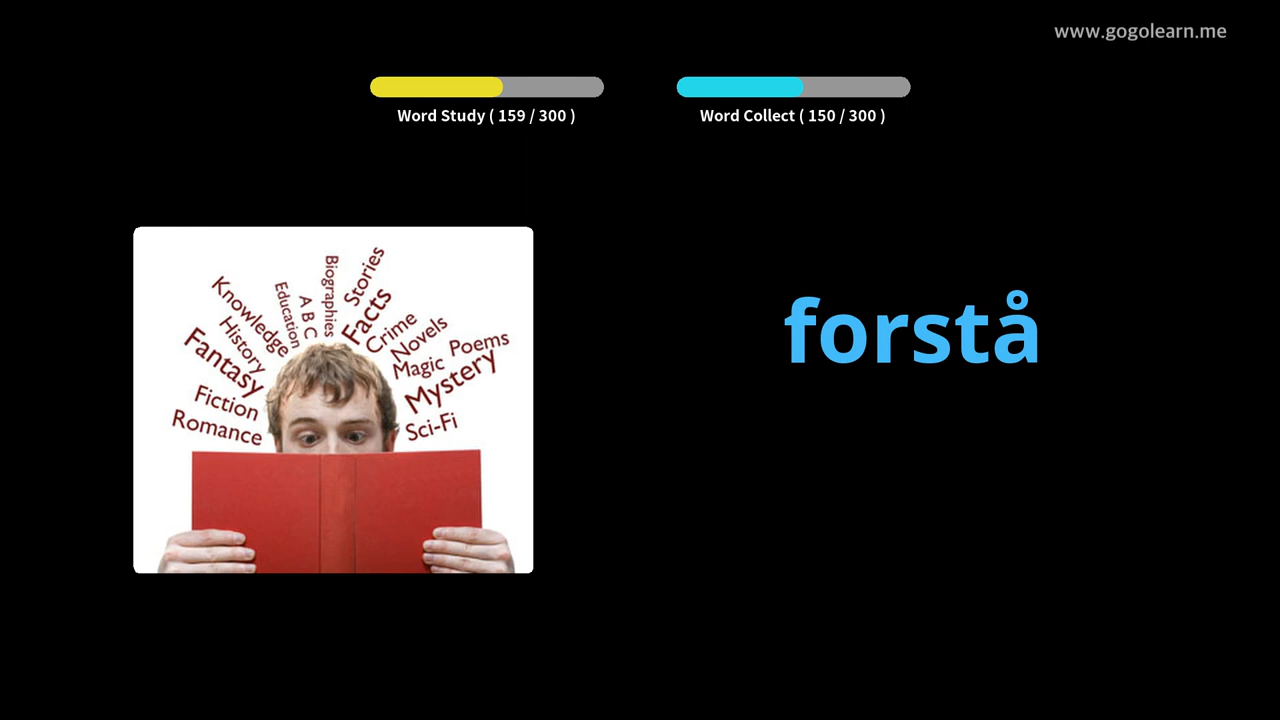 www.gogolearn.me
Word Study ( 159 / 300 )
Word Collect ( 150 / 300 )
forstå
Biographies
Stories
Education
A B C
Facts
Knowledge
Crime
History
Novels
Poems
Fantasy
Magic
Mystery
Fiction
Romance
Sci-Fi